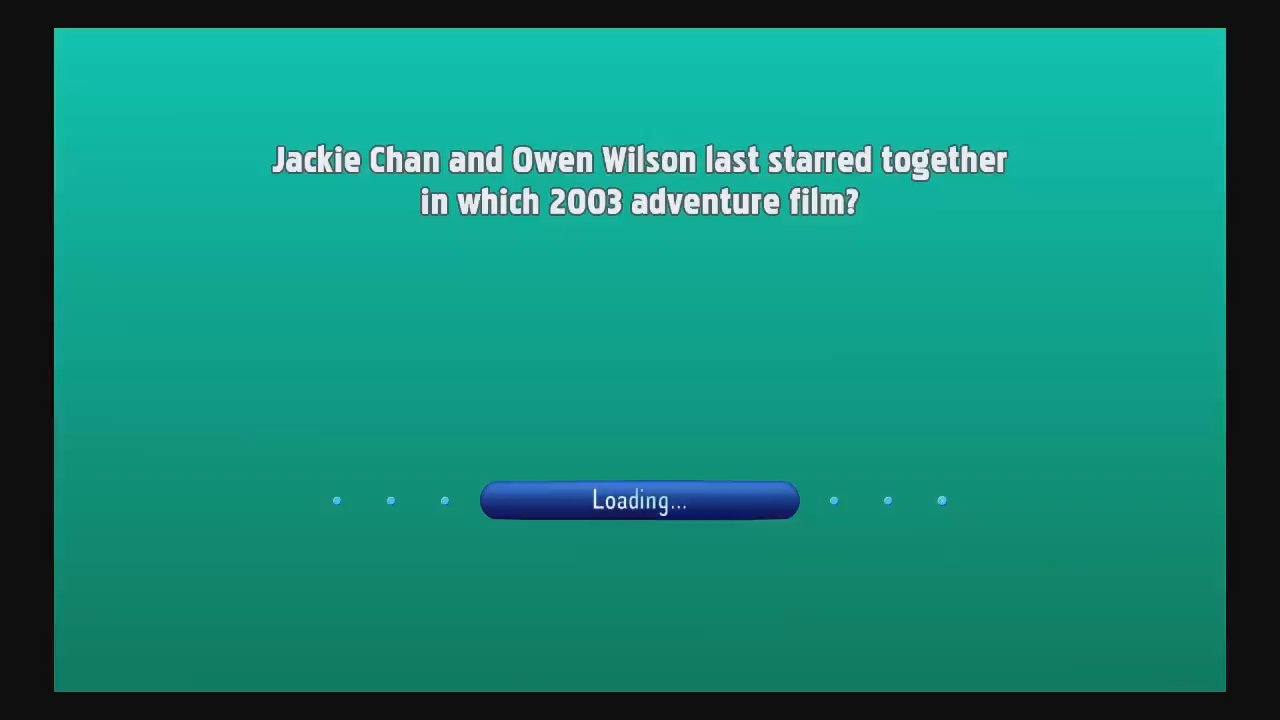 Jackie Chan and Owen Wilson last starred together
in which 2003 adventure film?
Loading...